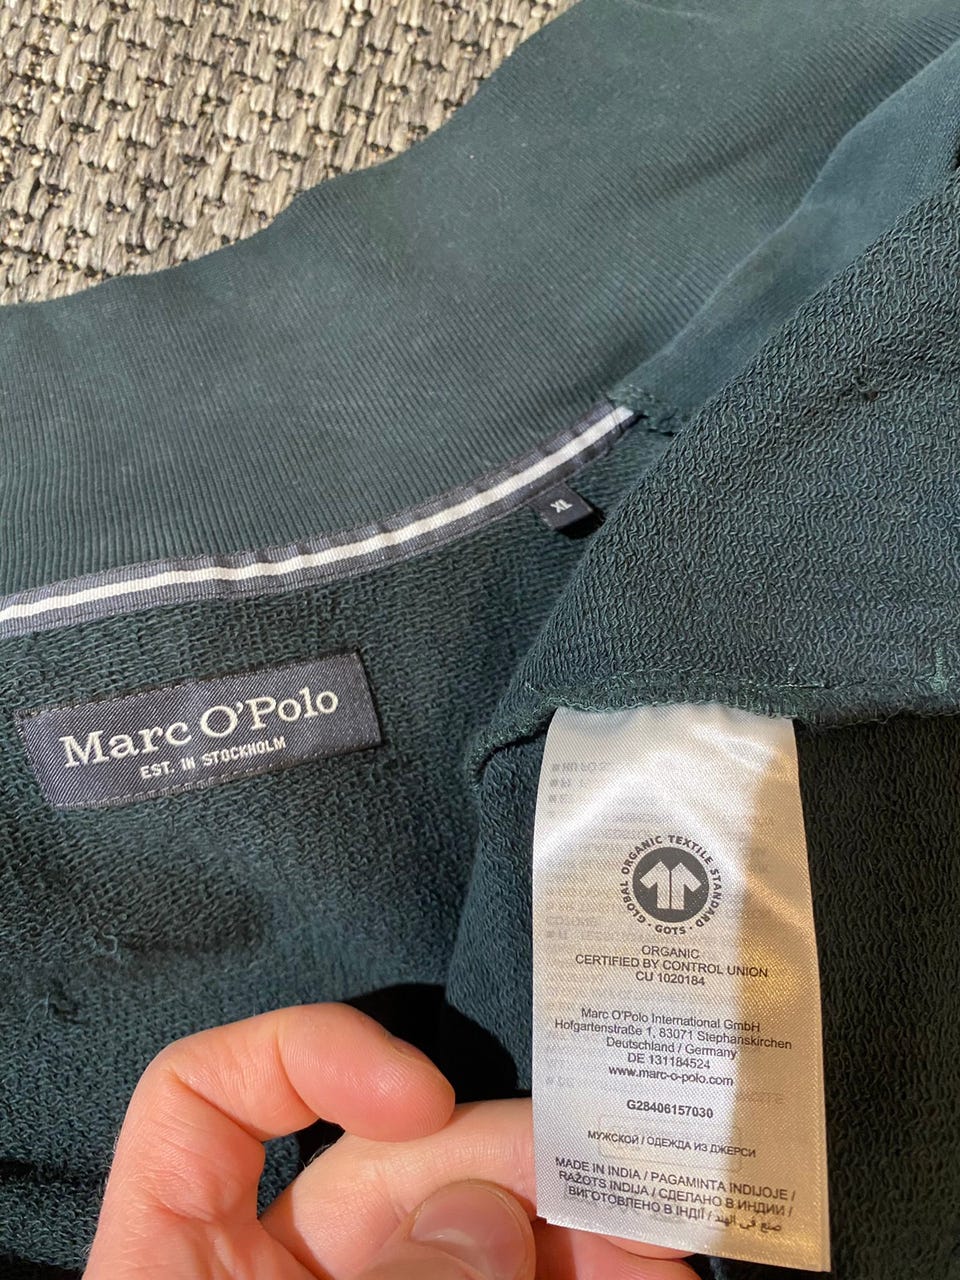 XL
Marc O'Polo
EST. IN STOCKHOLM
GLOBAL ORGANIC TEXTILE STANDARD · GOTS ·
ORGANIC
CERTIFIED BY CONTROL UNION
CU 1020184
Marc O'Polo International GmbH
Hofgartenstraße 1, 83071 Stephanskirchen
Deutschland / Germany
DE 131184524
www.marc-o-polo.com
G28406157030
МУЖСКОЙ / ОДЕЖДА ИЗ ДЖЕРСИ
MADE IN INDIA / PAGAMINTA INDIJOJE /
RAŽOTS INDIJA / СДЕЛАНО В ИНДИИ /
ВИГОТОВЛЕНО В ІНДІЇ / صنع في الهند